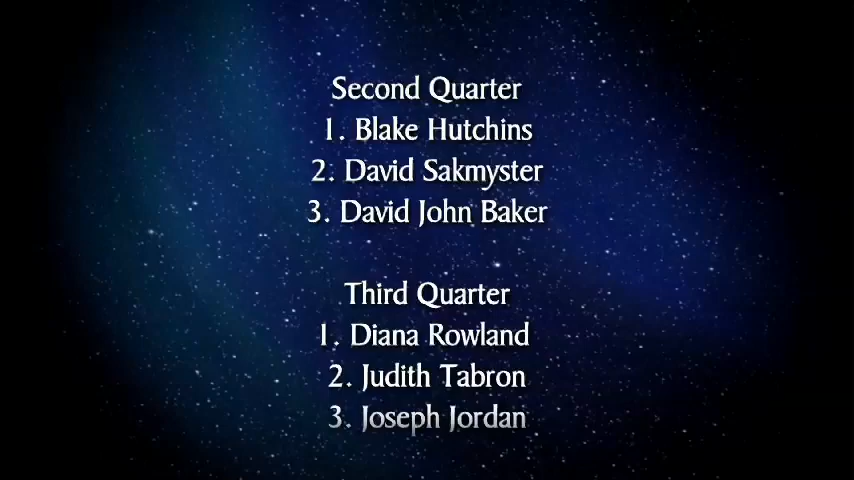 Second Quarter
1. Blake Hutchins
2. David Sakmyster
3. David John Baker
Third Quarter
1. Diana Rowland
2. Judith Tabron
3. Joseph Jordan